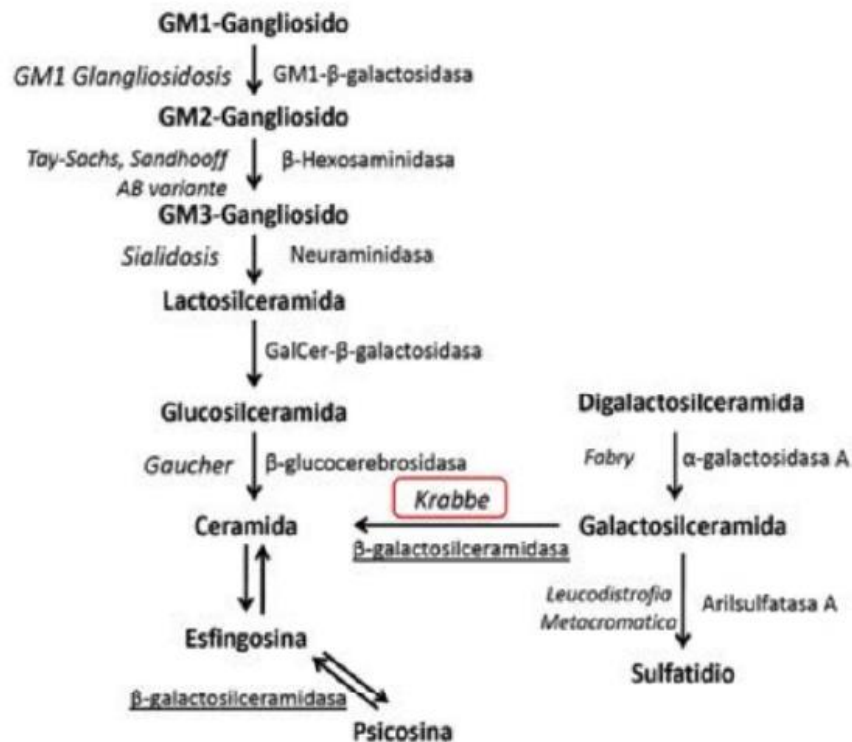 GM1-Gangliosido
GM1 Glangliosidosis
GM1-β-galactosidasa
GM2-Gangliosido
Tay-Sachs, Sandhooff
AB variante
β-Hexosaminidasa
GM3-Gangliosido
Sialidosis
Neuraminidasa
Lactosilceramida
GalCer-β-galactosidasa
Glucosilceramida
Digalactosilceramida
Gaucher
β-glucocerebrosidasa
Fabry
α-galactosidasa A
Krabbe
Ceramida
Galactosilceramida
β-galactosilceramidasa
Leucodistrofia
Metacromatica
Arilsulfatasa A
Esfingosina
Sulfatidio
β-galactosilceramidasa
Psicosina